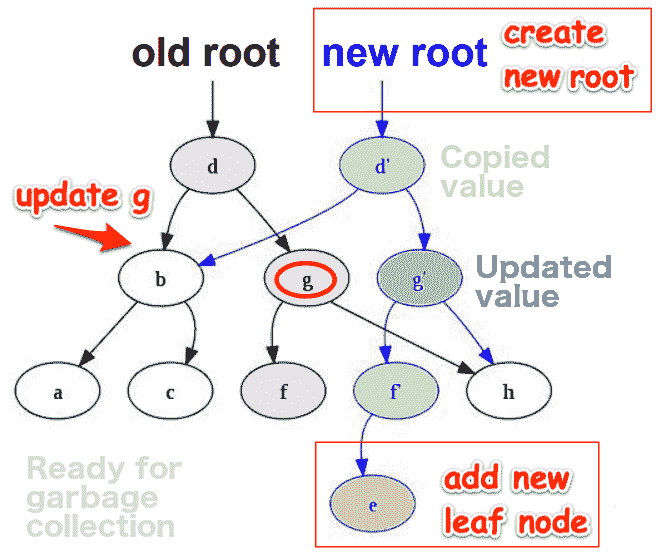 old root
new root
create
new root
d
d'
Copied
value
update g
b
g
g'
Updated
value
a
c
f
f'
h
Ready for
garbage
collection
e
add new
leaf node